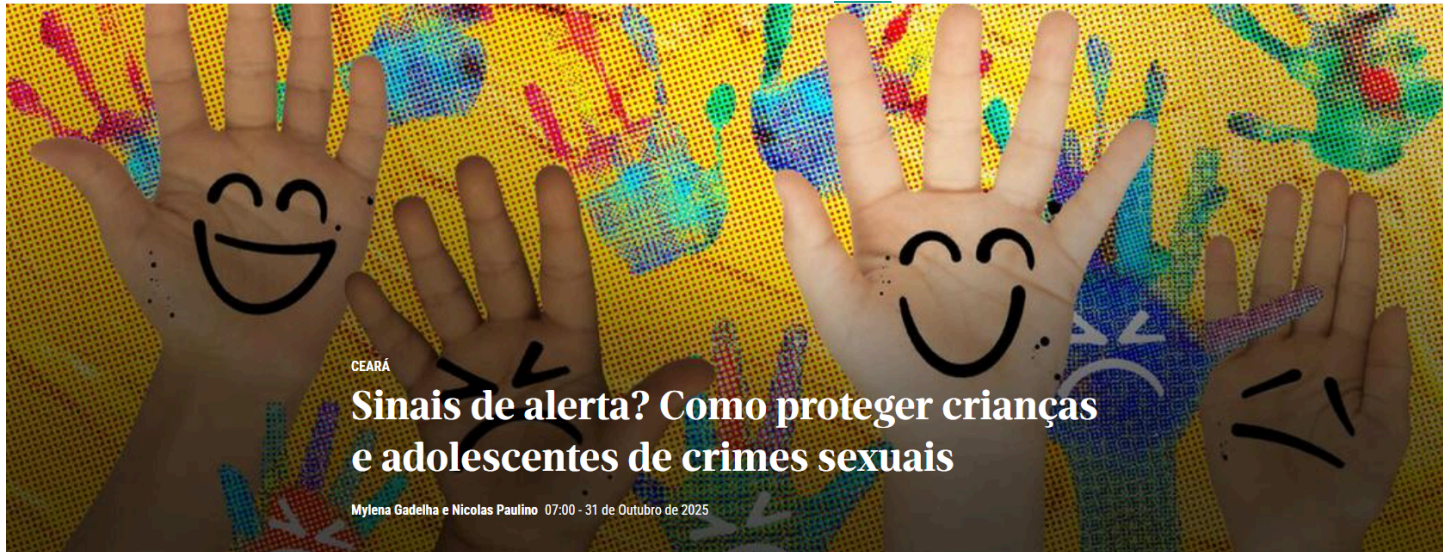 CEARÁ
Sinais de alerta? Como proteger crianças
e adolescentes de crimes sexuais
Mylena Gadelha e Nicolas Paulino 07:00 - 31 de Outubro de 2025